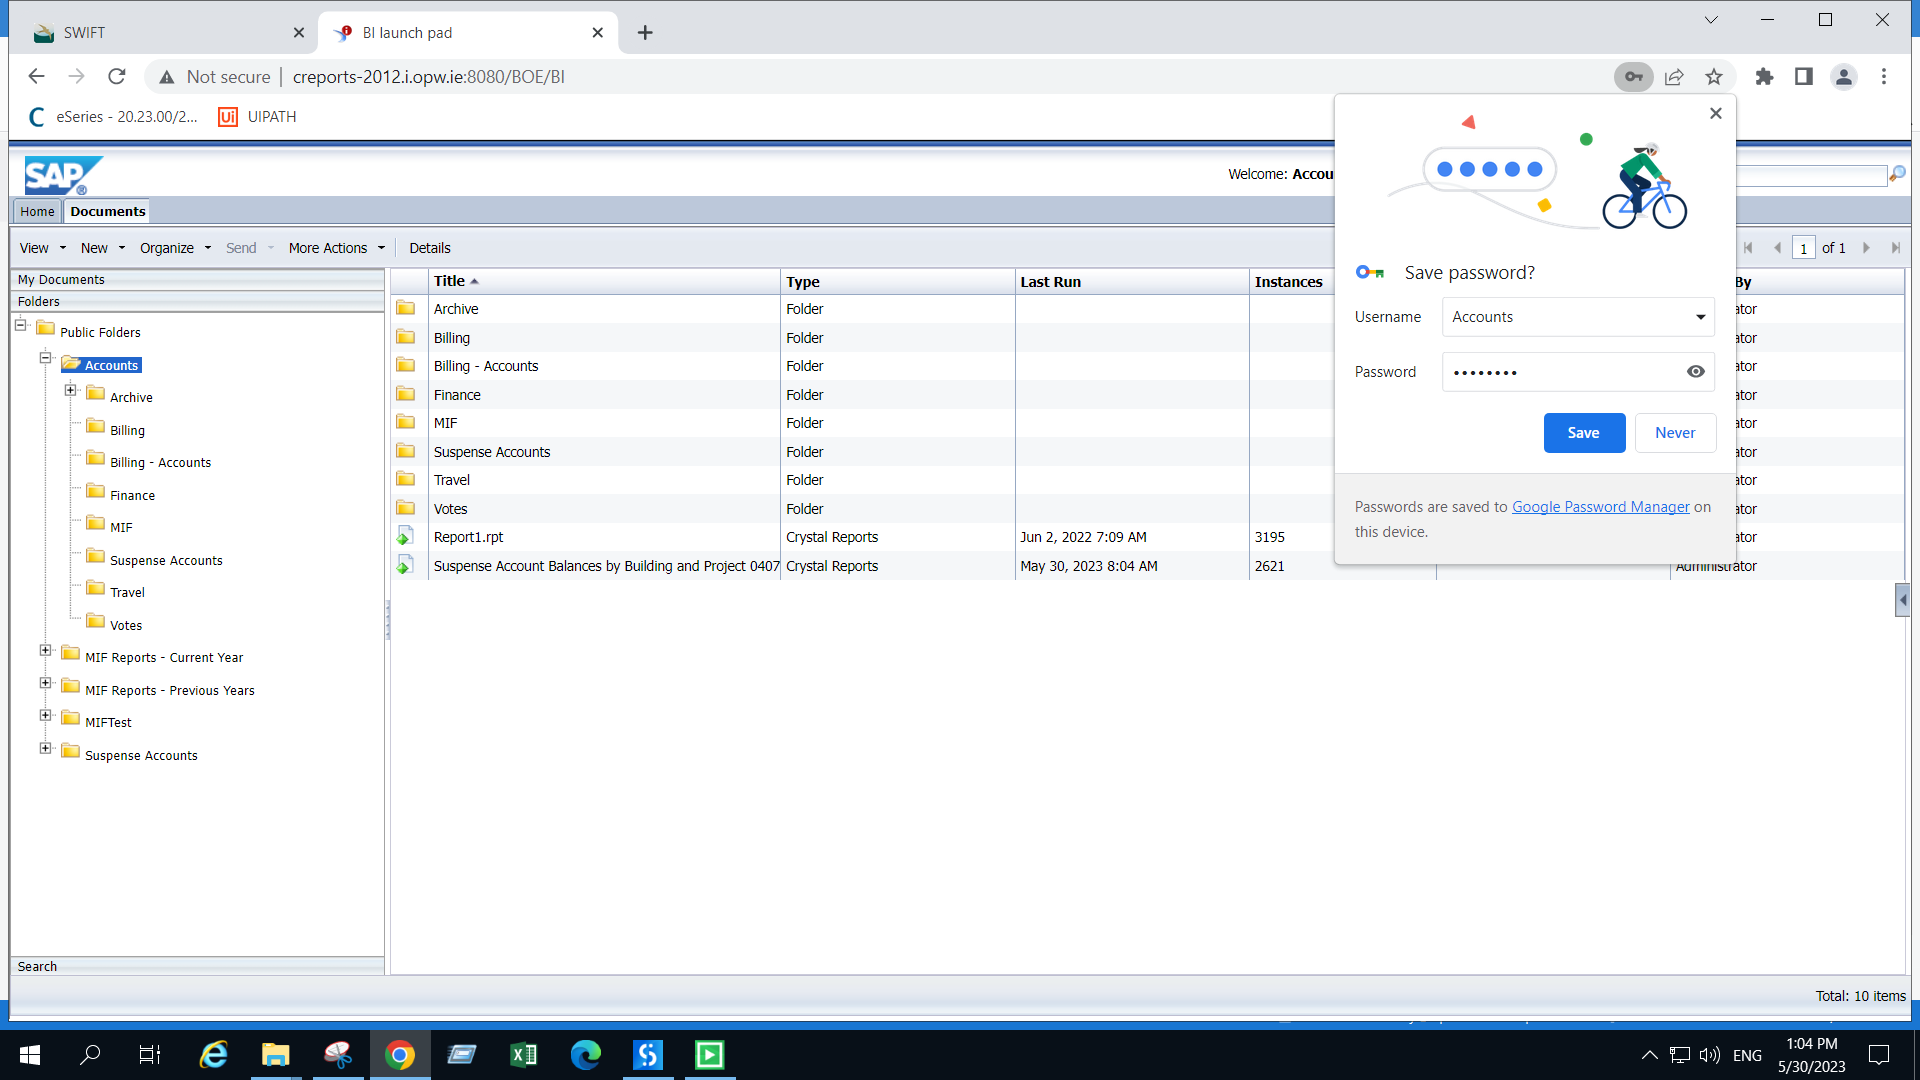 SWIFT
BI launch pad
Not secure
creports-2012.i.opw.ie:8080/BOE/BI
eSeries - 20.23.00/2...
UIPATH
SAP
Welcome: Accou
Home
Documents
View
New
Organize
Send
More Actions
Details
1
of 1
My Documents
Folders
Public Folders
Accounts
Archive
Billing
Billing - Accounts
Finance
MIF
Suspense Accounts
Travel
Votes
MIF Reports - Current Year
MIF Reports - Previous Years
MIFTest
Suspense Accounts
Search
Title Type Last Run Instances By
Archive Folder ator
Billing Folder ator
Billing - Accounts Folder ator
Finance Folder ator
MIF Folder ator
Suspense Accounts Folder ator
Travel Folder ator
Votes Folder ator
Report1.rpt Crystal Reports Jun 2, 2022 7:09 AM 3195 ator
Suspense Account Balances by Building and Project 0407 Crystal Reports May 30, 2023 8:04 AM 2621 Administrator
Save password?
Username Accounts
Password ••••••••
Save
Never
Passwords are saved to Google Password Manager on
this device.
Total: 10 items
Ui
ENG
1:04 PM
5/30/2023